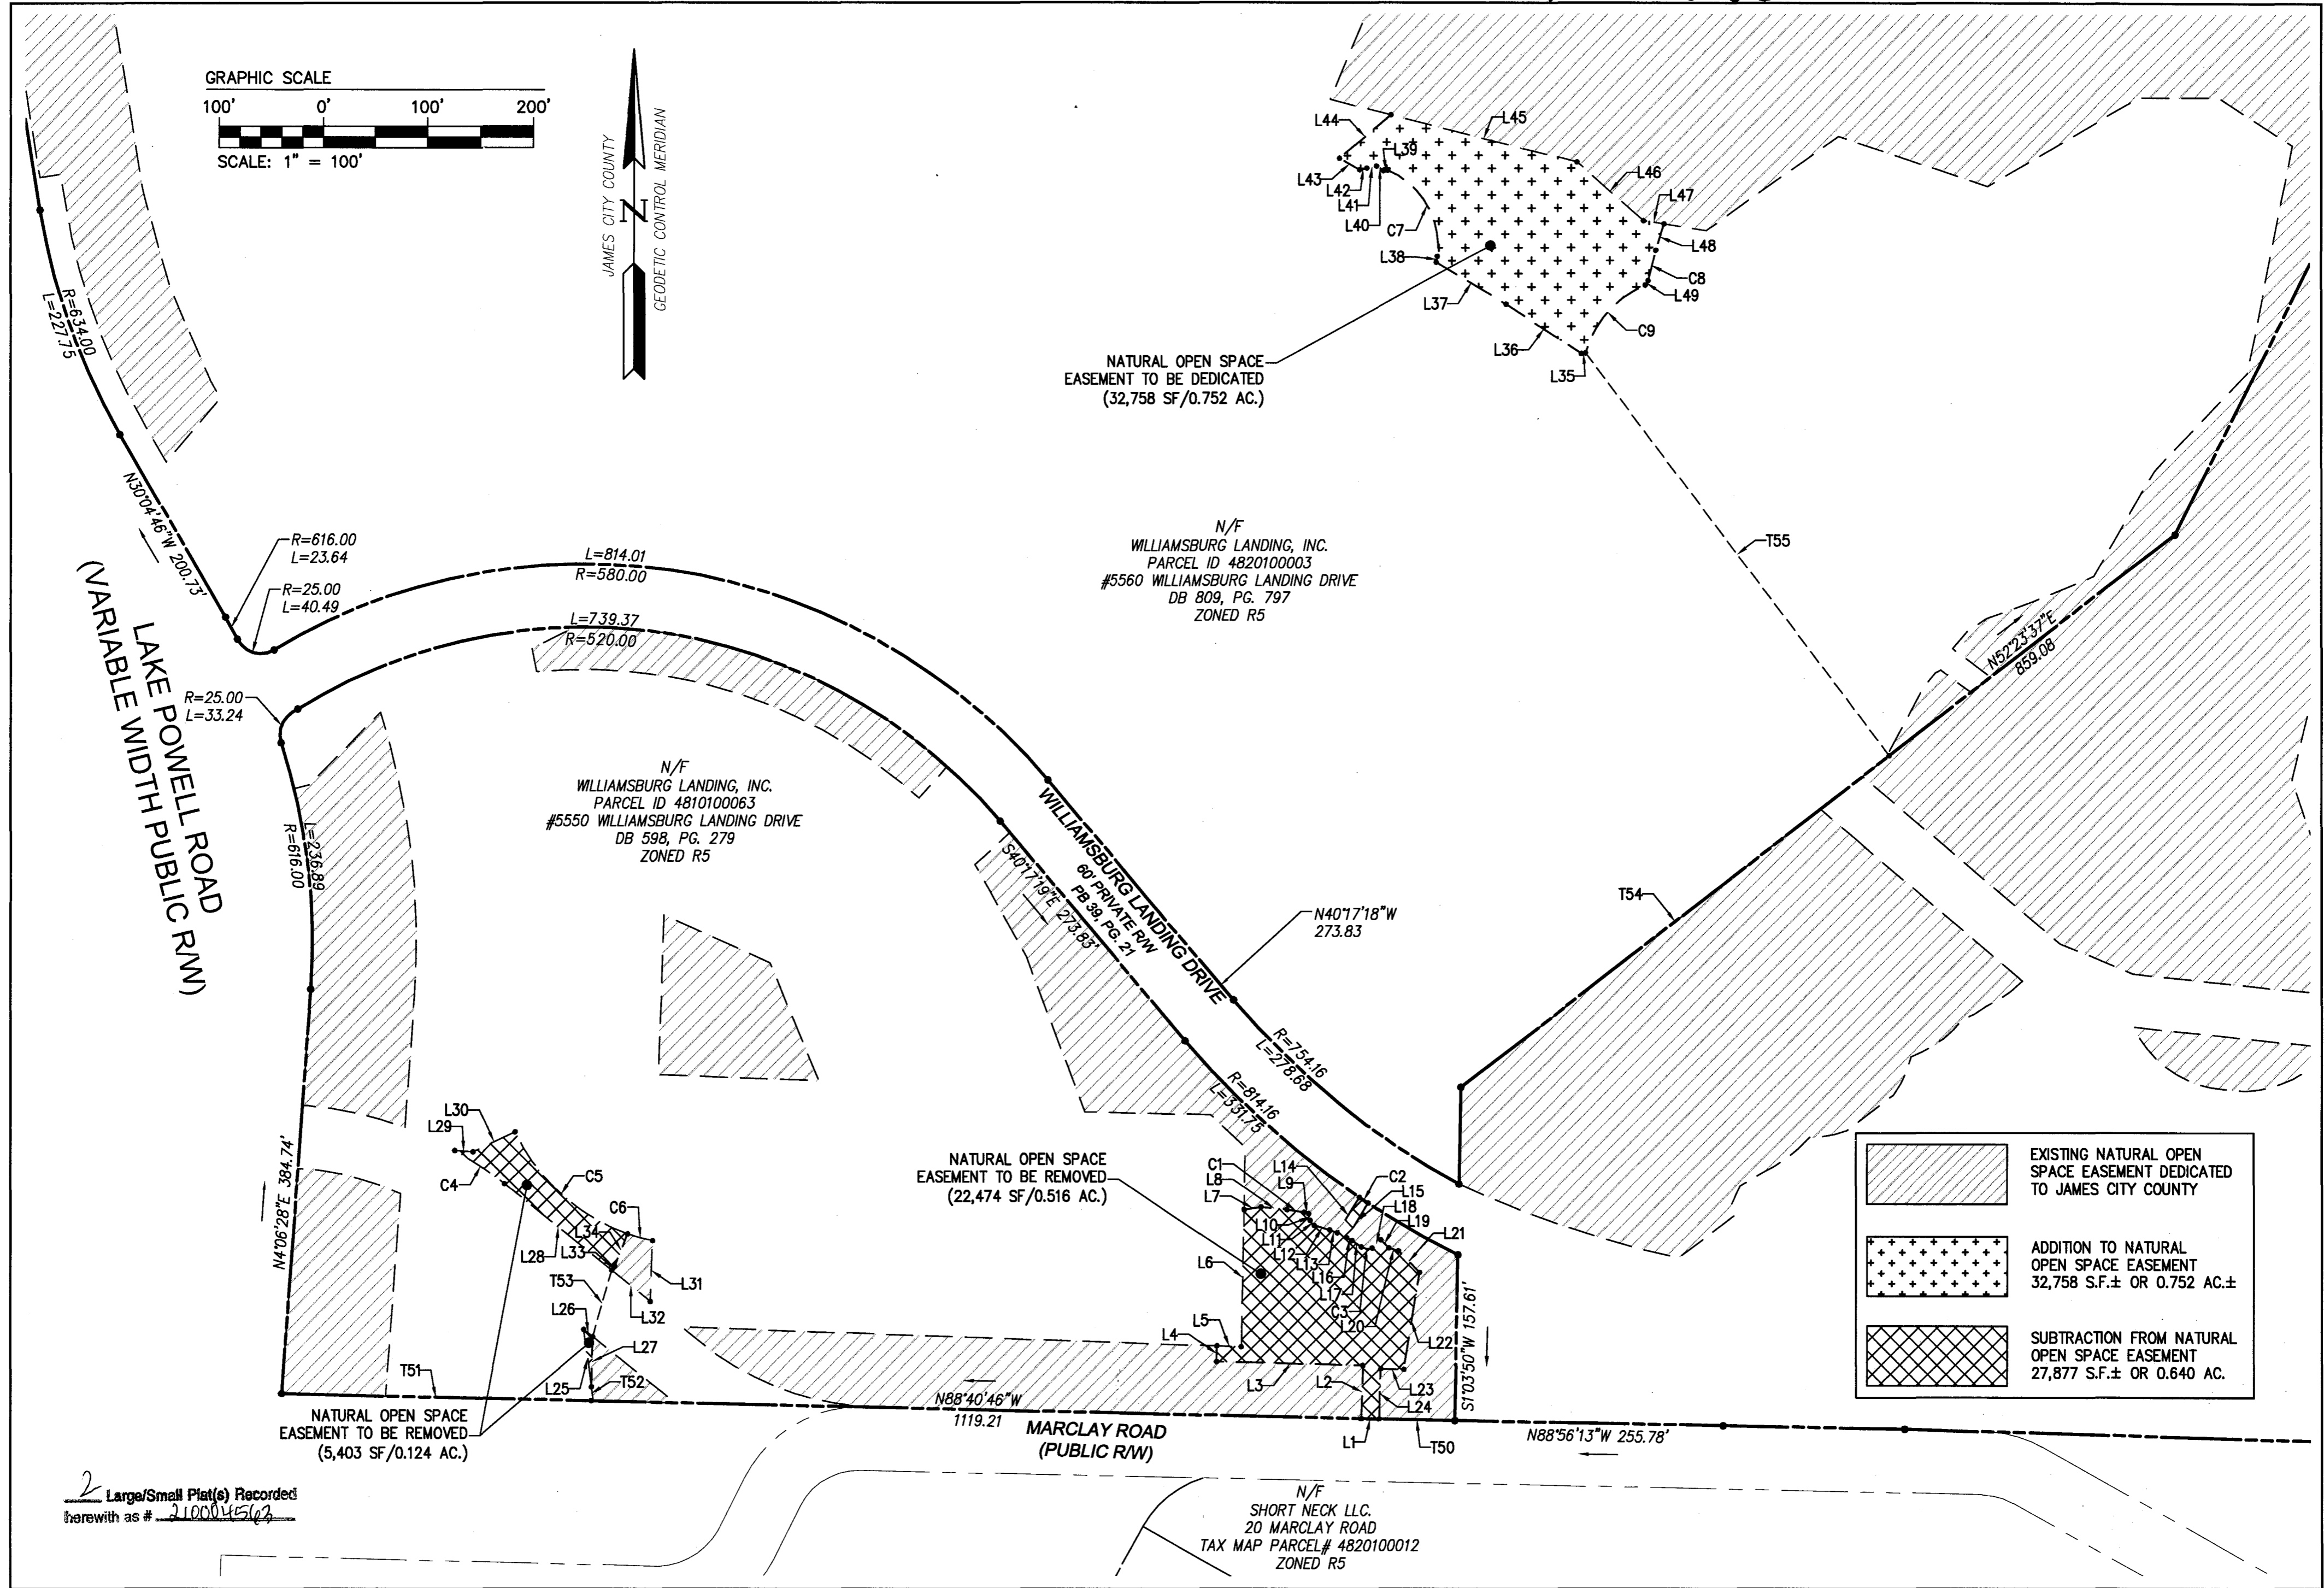 GRAPHIC SCALE
100' 0' 100' 200'
SCALE: 1" = 100'
JAMES CITY COUNTY
N
GEODETIC CONTROL MERIDIAN
L44
L45
L39
L43
L42
L41
L40
C7
L46
L47
L48
L38
C8
L49
L37
C9
L36
L35
NATURAL OPEN SPACE
EASEMENT TO BE DEDICATED
(32,758 SF/0.752 AC.)
R=634.00
L=227.75
N30°04'46"W 200.73'
R=616.00
L=23.64
R=25.00
L=40.49
L=814.01
R=580.00
L=739.37
R=520.00
N/F
WILLIAMSBURG LANDING, INC.
PARCEL ID 4820100003
#5560 WILLIAMSBURG LANDING DRIVE
DB 809, PG. 797
ZONED R5
T55
N52°23'37"E
859.08
LAKE POWELL ROAD
(VARIABLE WIDTH PUBLIC R/W)
R=25.00
L=33.24
L=236.89
R=616.00
N/F
WILLIAMSBURG LANDING, INC.
PARCEL ID 4810100063
#5550 WILLIAMSBURG LANDING DRIVE
DB 598, PG. 279
ZONED R5
WILLIAMSBURG LANDING DRIVE
60' PRIVATE R/W
PB 39, PG. 21
S40°17'19"E 273.83'
N40°17'18"W
273.83
T54
R=754.16
L=278.68
R=814.16
L=331.75
N4°06'28"E 384.74'
L30
L29
C4
C5
C6
L34
L28
L33
T53
L31
L26
L32
L27
L25
T52
T51
NATURAL OPEN SPACE
EASEMENT TO BE REMOVED
(5,403 SF/0.124 AC.)
NATURAL OPEN SPACE
EASEMENT TO BE REMOVED
(22,474 SF/0.516 AC.)
C1
L14
C2
L8
L9
L15
L7
L18
L19
L10
L21
L11
L12
L13
L6
L16
L17
C3
L20
L5
L4
L22
L3
L2
L23
L24
L1
T50
S1°03'50"W 157.61'
N88°40'46"W
1119.21
MARCLAY ROAD
(PUBLIC R/W)
N88°56'13"W 255.78'
EXISTING NATURAL OPEN
SPACE EASEMENT DEDICATED
TO JAMES CITY COUNTY
ADDITION TO NATURAL
OPEN SPACE EASEMENT
32,758 S.F.± OR 0.752 AC.±
SUBTRACTION FROM NATURAL
OPEN SPACE EASEMENT
27,877 S.F.± OR 0.640 AC.
2 Large/Small Plat(s) Recorded
herewith as # 210004563
N/F
SHORT NECK LLC.
20 MARCLAY ROAD
TAX MAP PARCEL# 4820100012
ZONED R5